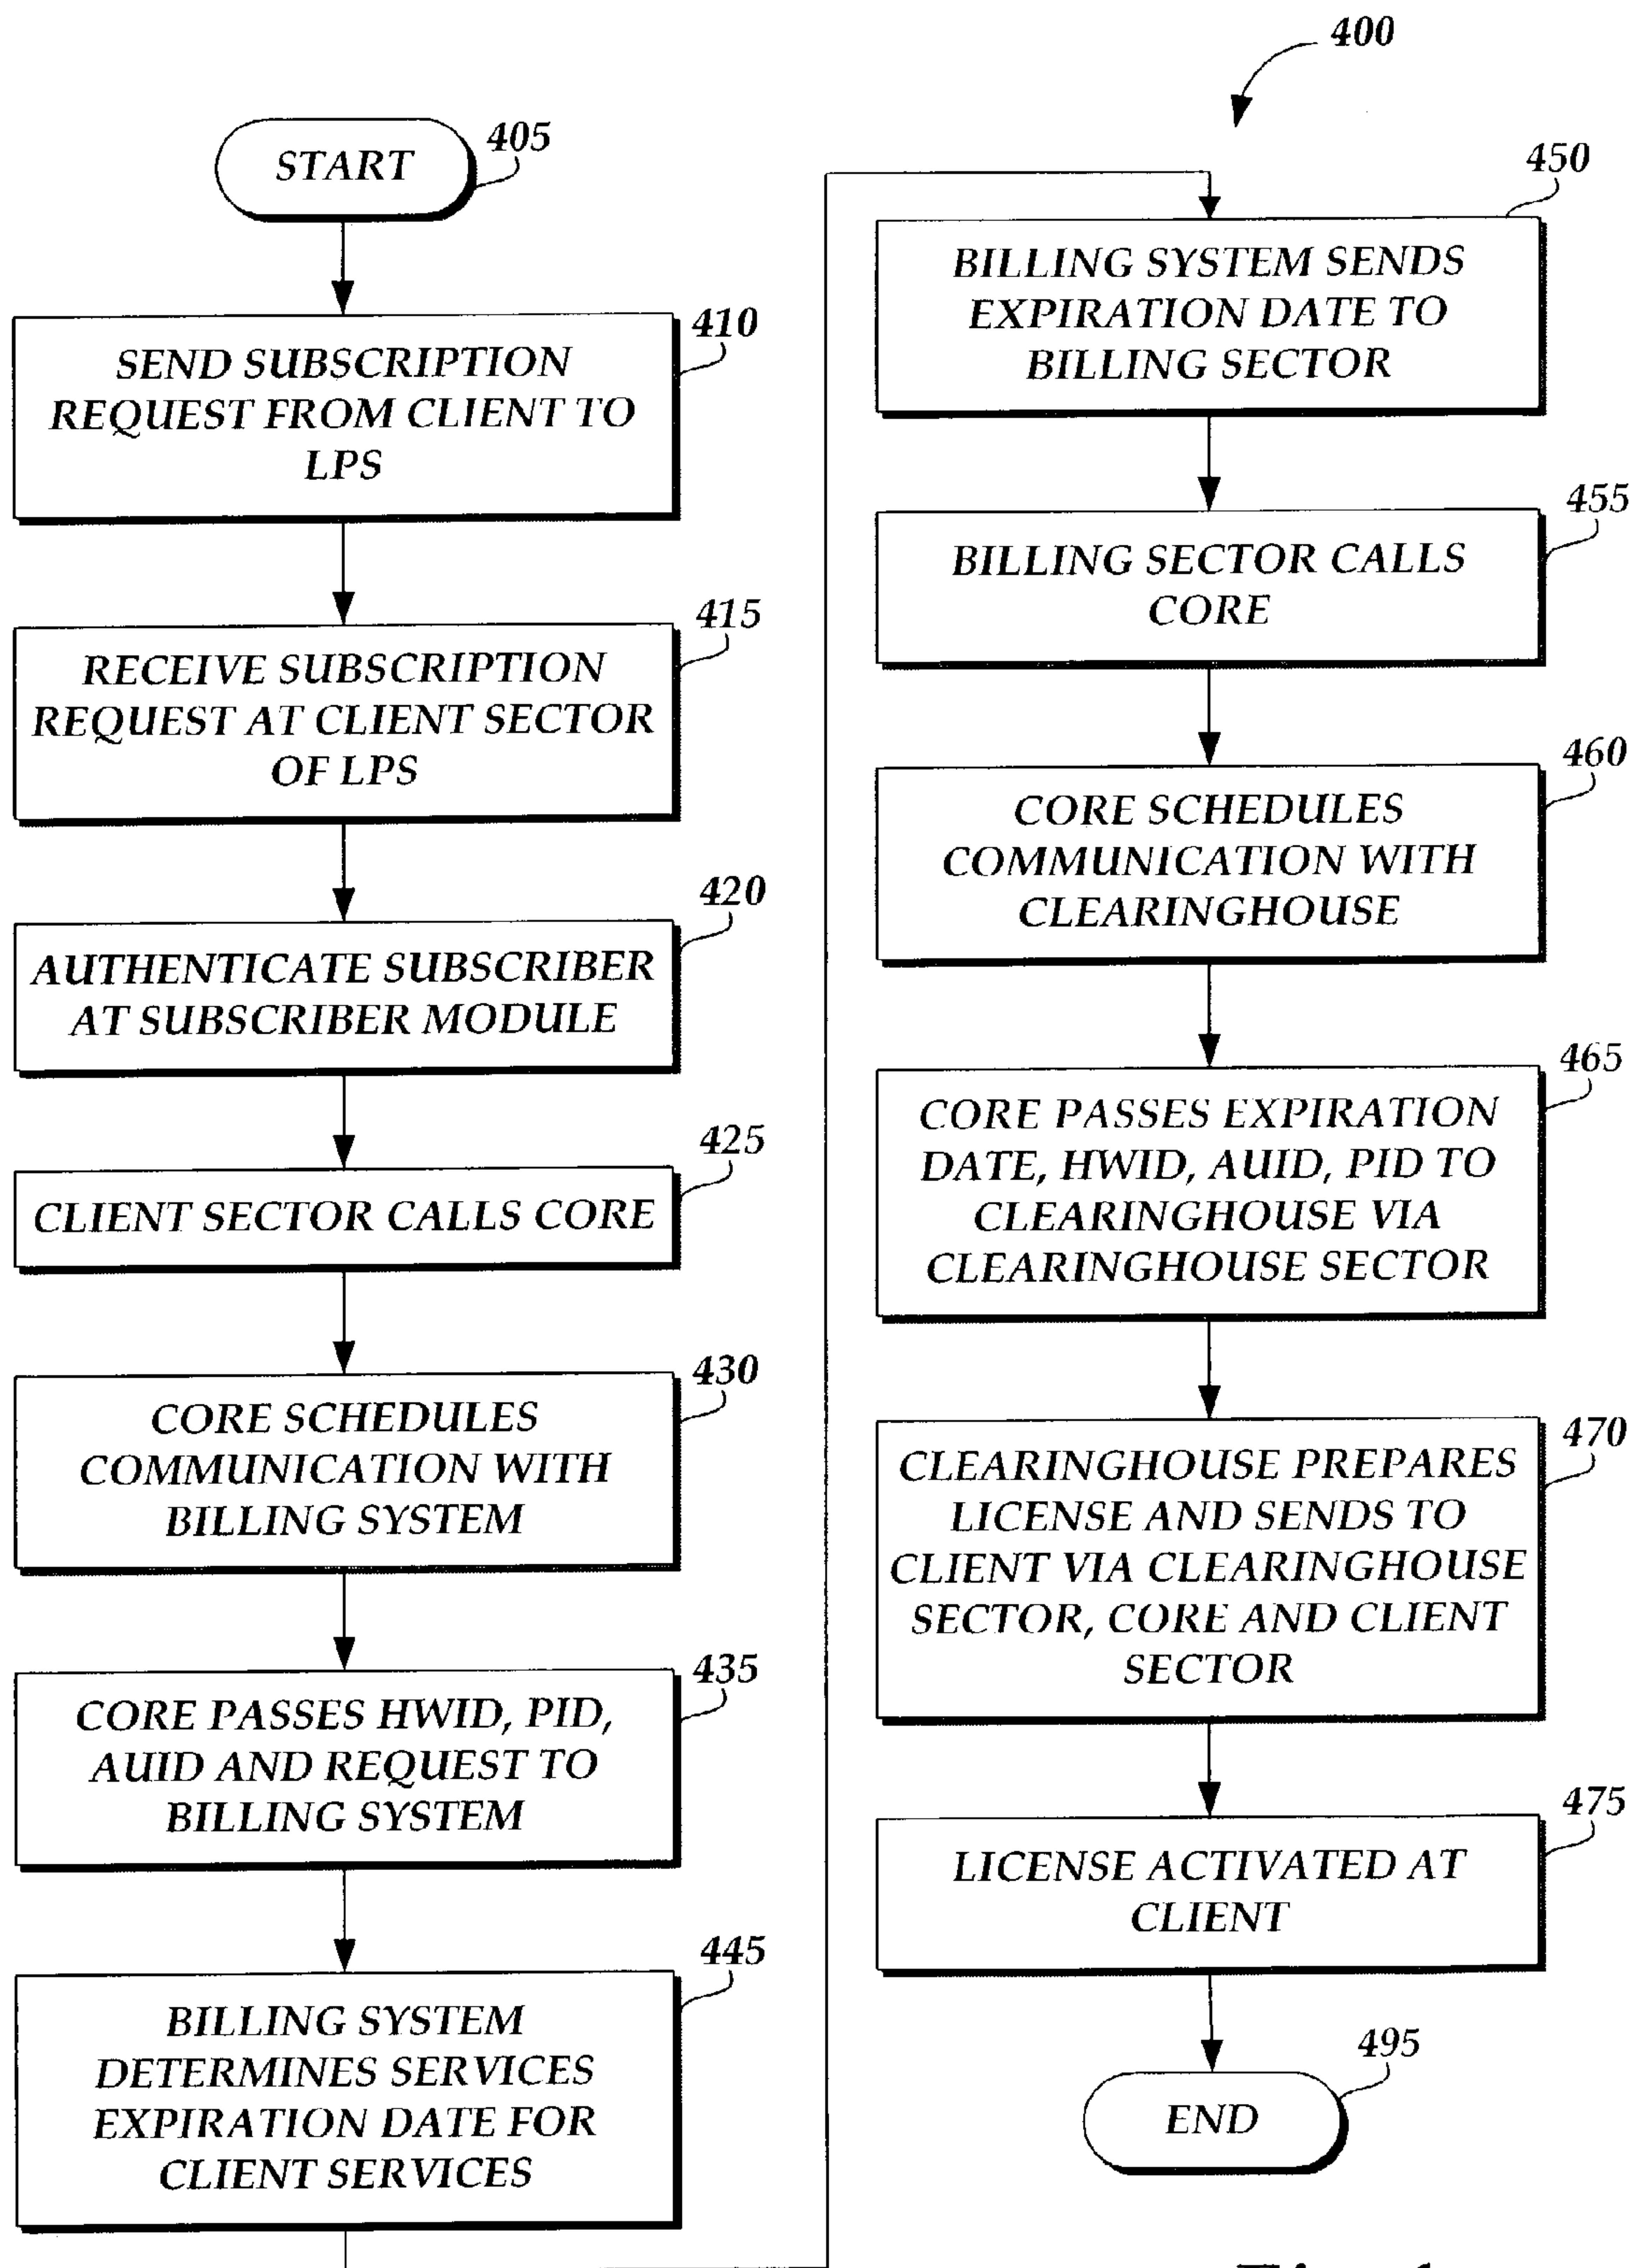 400
START
405
SEND SUBSCRIPTION
REQUEST FROM CLIENT TO
LPS
410
RECEIVE SUBSCRIPTION
REQUEST AT CLIENT SECTOR
OF LPS
415
AUTHENTICATE SUBSCRIBER
AT SUBSCRIBER MODULE
420
CLIENT SECTOR CALLS CORE
425
CORE SCHEDULES
COMMUNICATION WITH
BILLING SYSTEM
430
CORE PASSES HWID, PID,
AUID AND REQUEST TO
BILLING SYSTEM
435
BILLING SYSTEM
DETERMINES SERVICES
EXPIRATION DATE FOR
CLIENT SERVICES
445
BILLING SYSTEM SENDS
EXPIRATION DATE TO
BILLING SECTOR
450
BILLING SECTOR CALLS
CORE
455
CORE SCHEDULES
COMMUNICATION WITH
CLEARINGHOUSE
460
CORE PASSES EXPIRATION
DATE, HWID, AUID, PID TO
CLEARINGHOUSE VIA
CLEARINGHOUSE SECTOR
465
CLEARINGHOUSE PREPARES
LICENSE AND SENDS TO
CLIENT VIA CLEARINGHOUSE
SECTOR, CORE AND CLIENT
SECTOR
470
LICENSE ACTIVATED AT
CLIENT
475
END
495